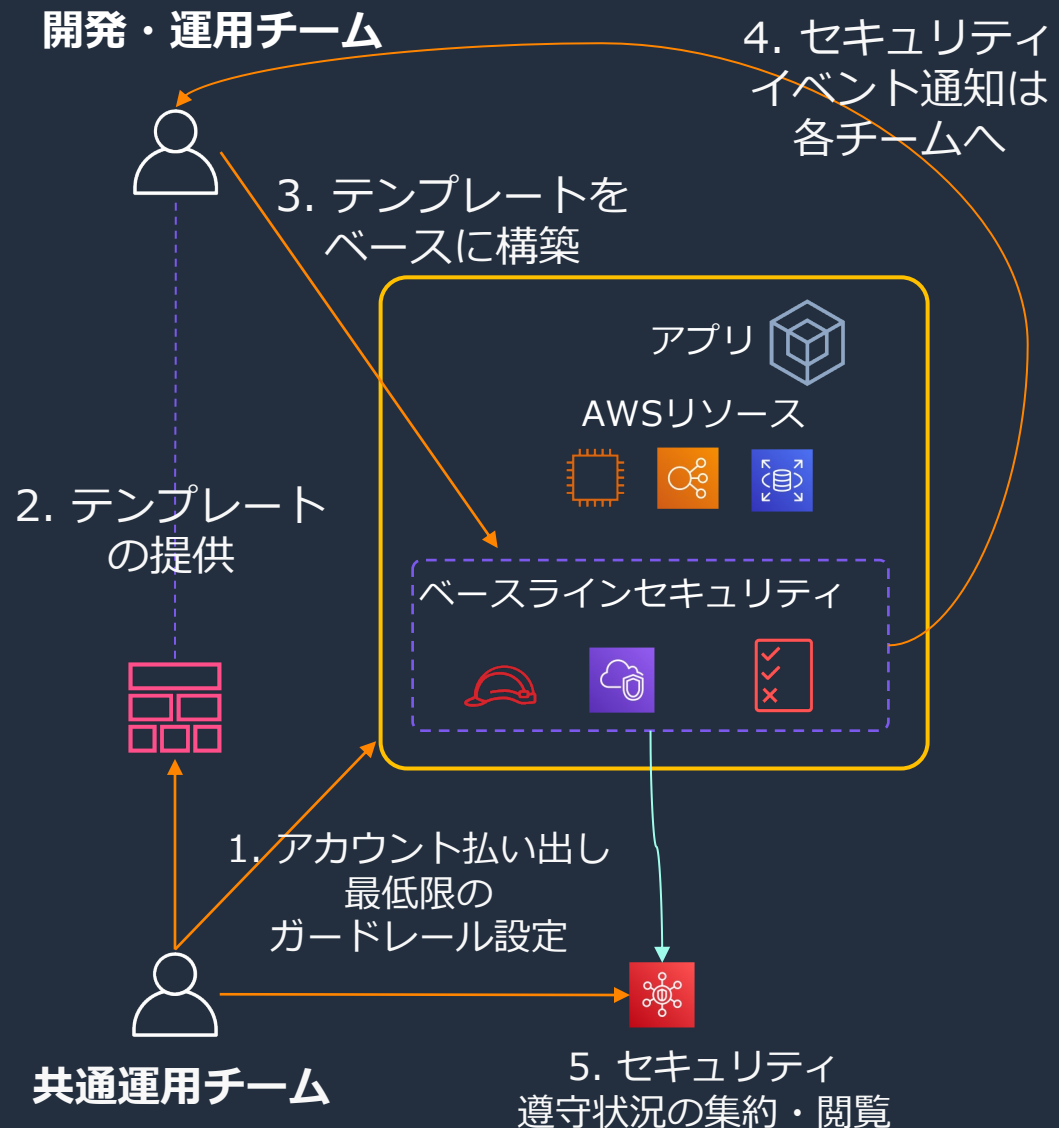 開発・運用チーム
4. セキュリティ
イベント通知は
各チームへ
3. テンプレートを
ベースに構築
アプリ
AWSリソース
2. テンプレート
の提供
ベースラインセキュリティ
1. アカウント払い出し
最低限の
ガードレール設定
共通運用チーム
5. セキュリティ
遵守状況の集約・閲覧